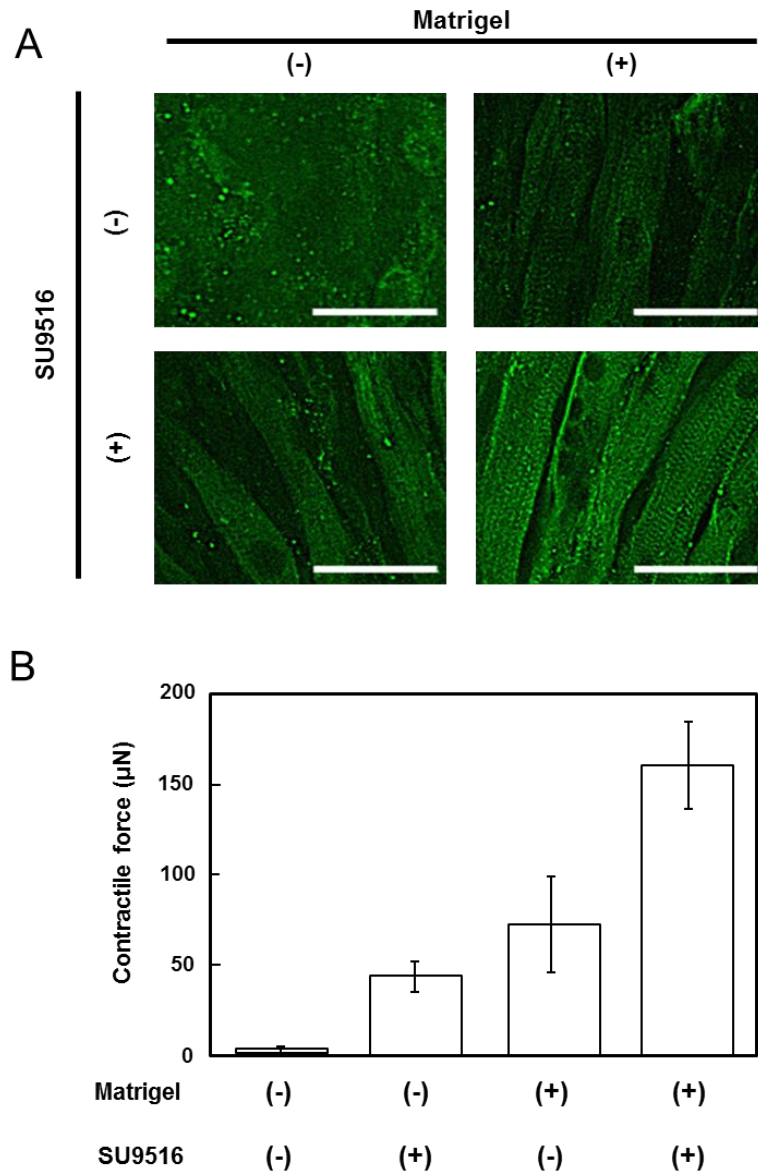 A
Matrigel
(-) (+)
SU9516
(-)
(+)
B
Contractile force (μN)
200
150
100
50
0
Matrigel (-) (-) (+) (+)
SU9516 (-) (+) (-) (+)